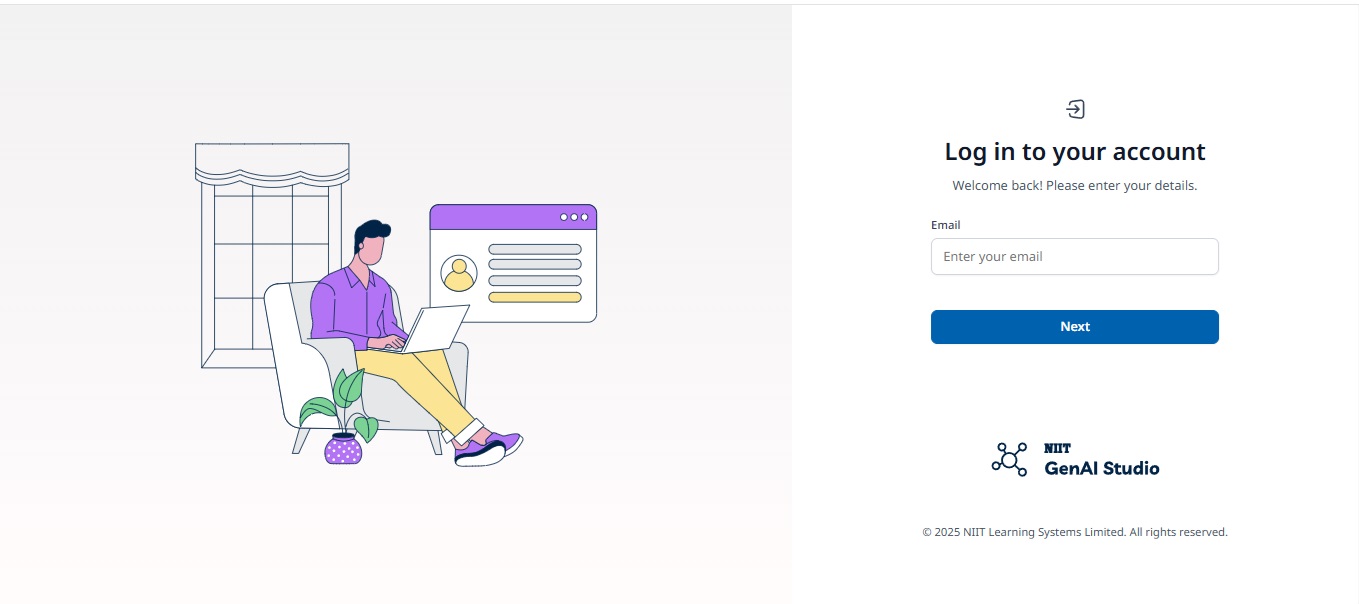 Log in to your account
Welcome back! Please enter your details.
Email
Enter your email
Next
NIIT
GenAI Studio
© 2025 NIIT Learning Systems Limited. All rights reserved.